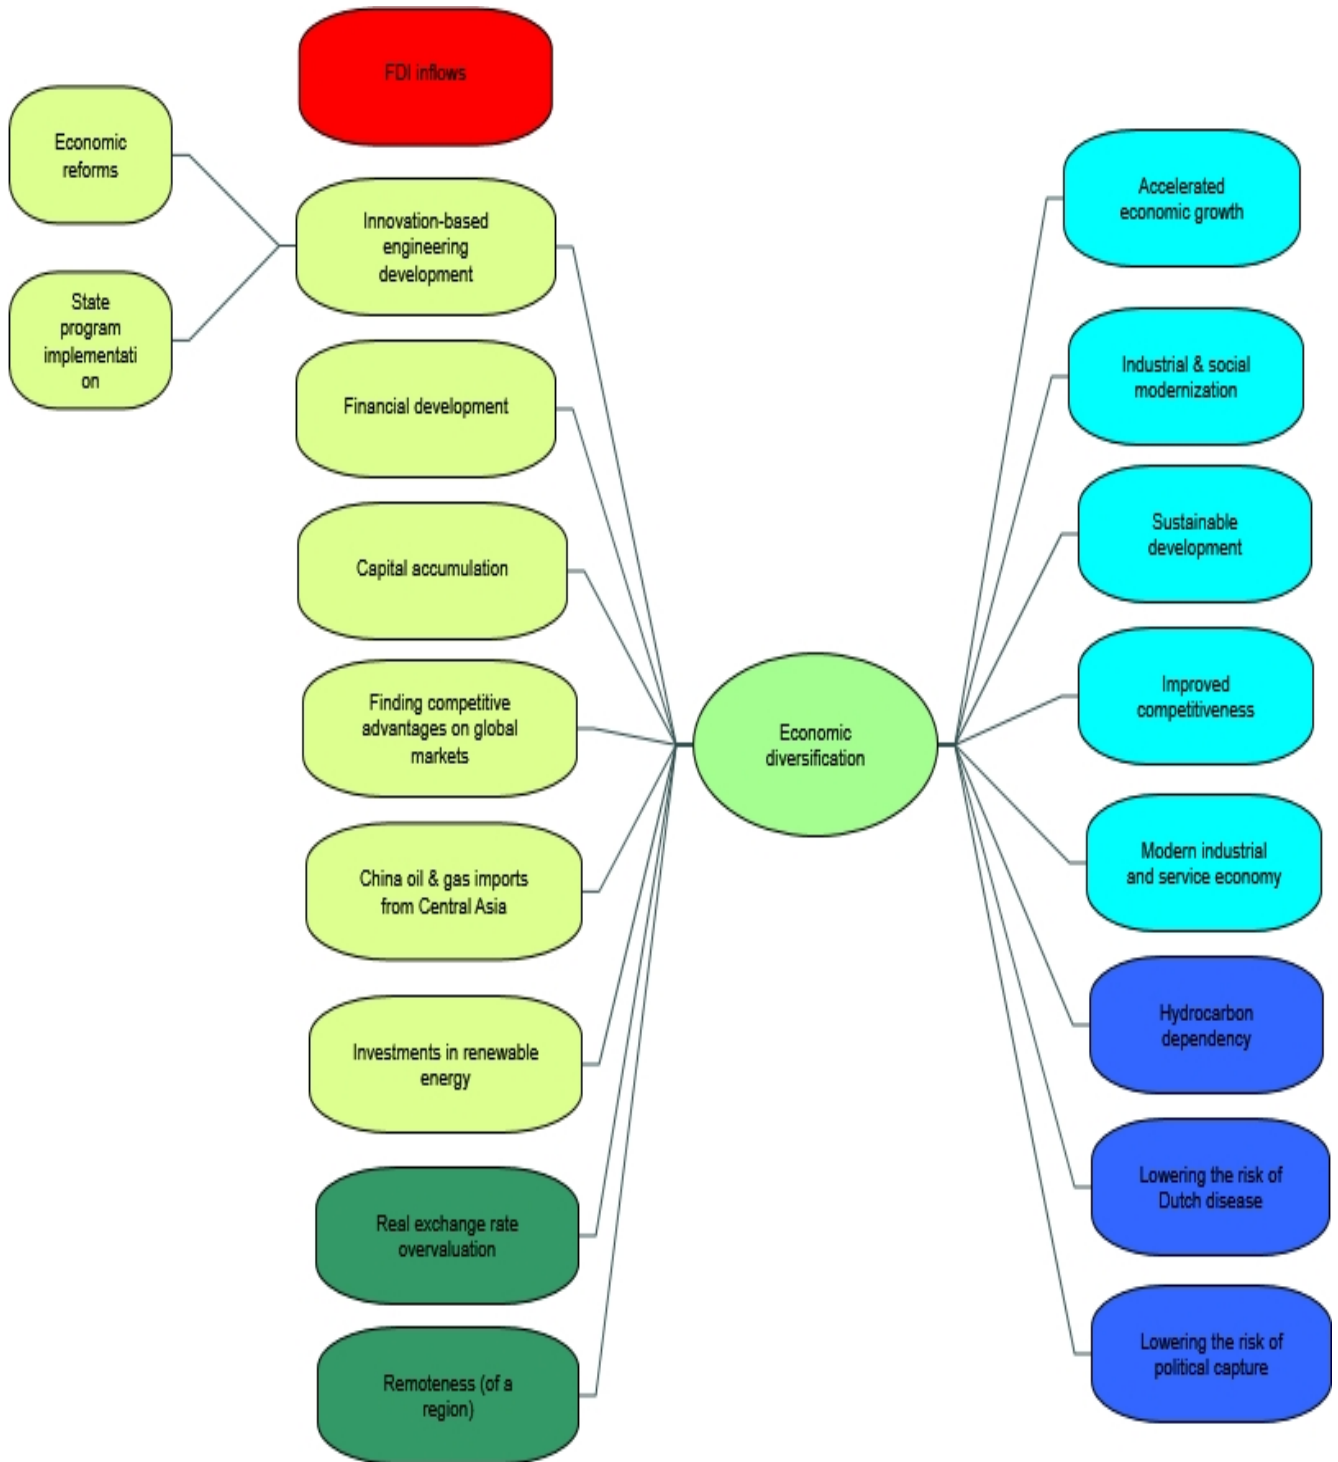 FDI inflows
Economic
reforms
State
program
implementati
on
Innovation-based
engineering
development
Financial development
Capital accumulation
Finding competitive
advantages on global
markets
China oil & gas imports
from Central Asia
Investments in renewable
energy
Real exchange rate
overvaluation
Remoteness (of a
region)
Economic
diversification
Accelerated
economic growth
Industrial & social
modernization
Sustainable
development
Improved
competitiveness
Modern industrial
and service economy
Hydrocarbon
dependency
Lowering the risk of
Dutch disease
Lowering the risk of
political capture